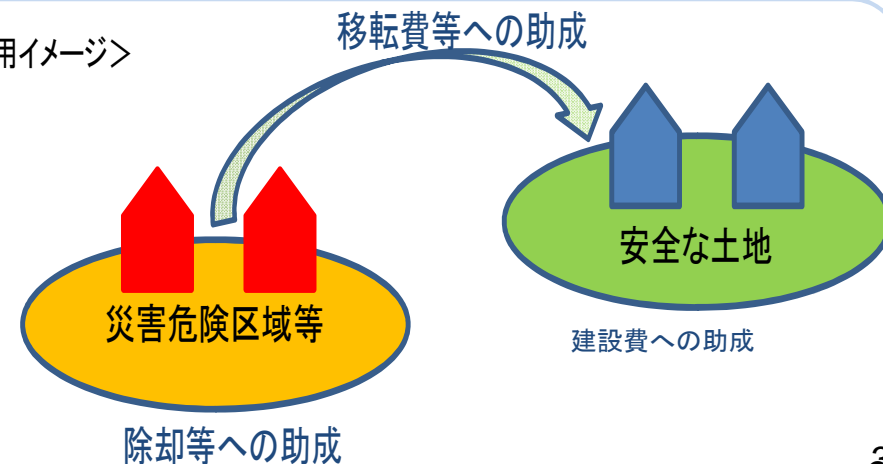 用イメージ＞
移転費等への助成
安全な土地
災害危険区域等
建設費への助成
除却等への助成